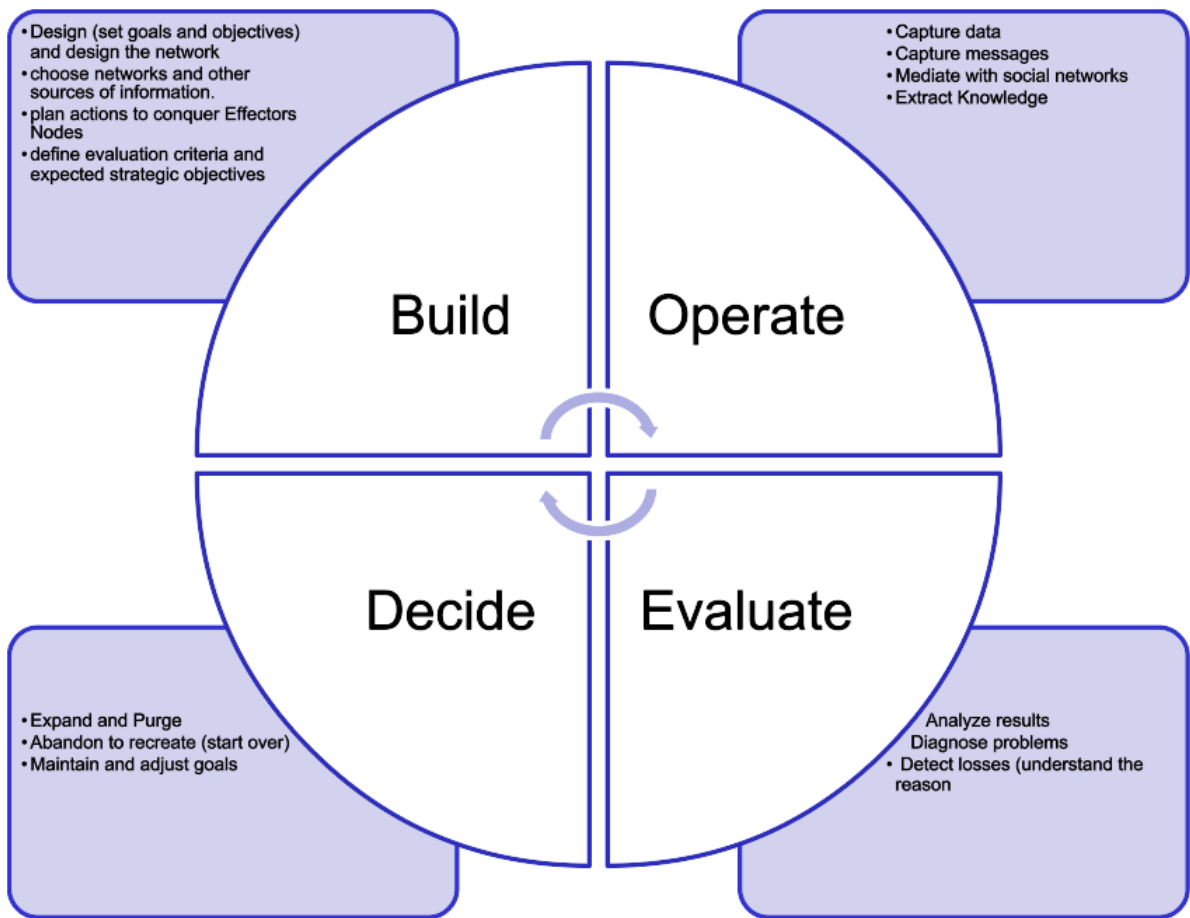 • Design (set goals and objectives)
and design the network
• choose networks and other
sources of information.
• plan actions to conquer Effectors
Nodes
• define evaluation criteria and
expected strategic objectives
• Capture data
• Capture messages
• Mediate with social networks
• Extract Knowledge
Build
Operate
Decide
Evaluate
• Expand and Purge
• Abandon to recreate (start over)
• Maintain and adjust goals
Analyze results
Diagnose problems
• Detect losses (understand the
reason